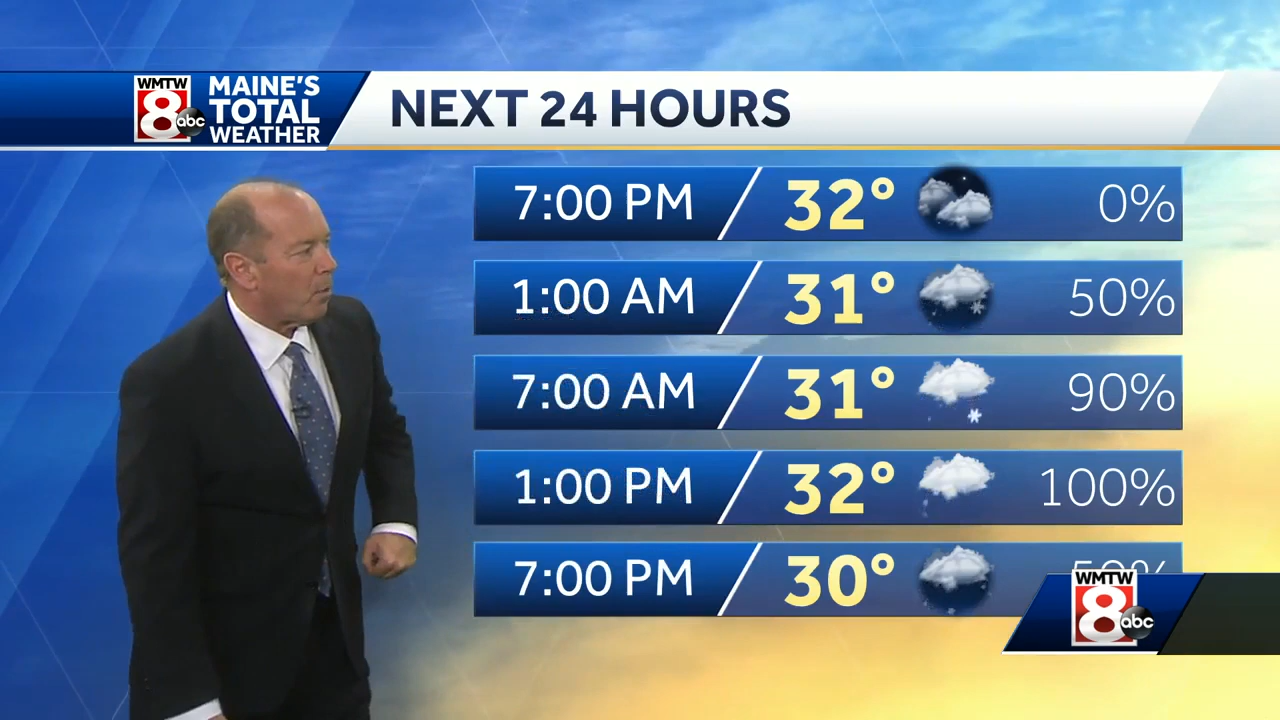 WMTW
8
abc
MAINE'S
TOTAL
WEATHER
NEXT 24 HOURS
7:00 PM 32° 0%
1:00 AM 31° 50%
7:00 AM 31° 90%
1:00 PM 32° 100%
7:00 PM 30°
WMTW
8
abc